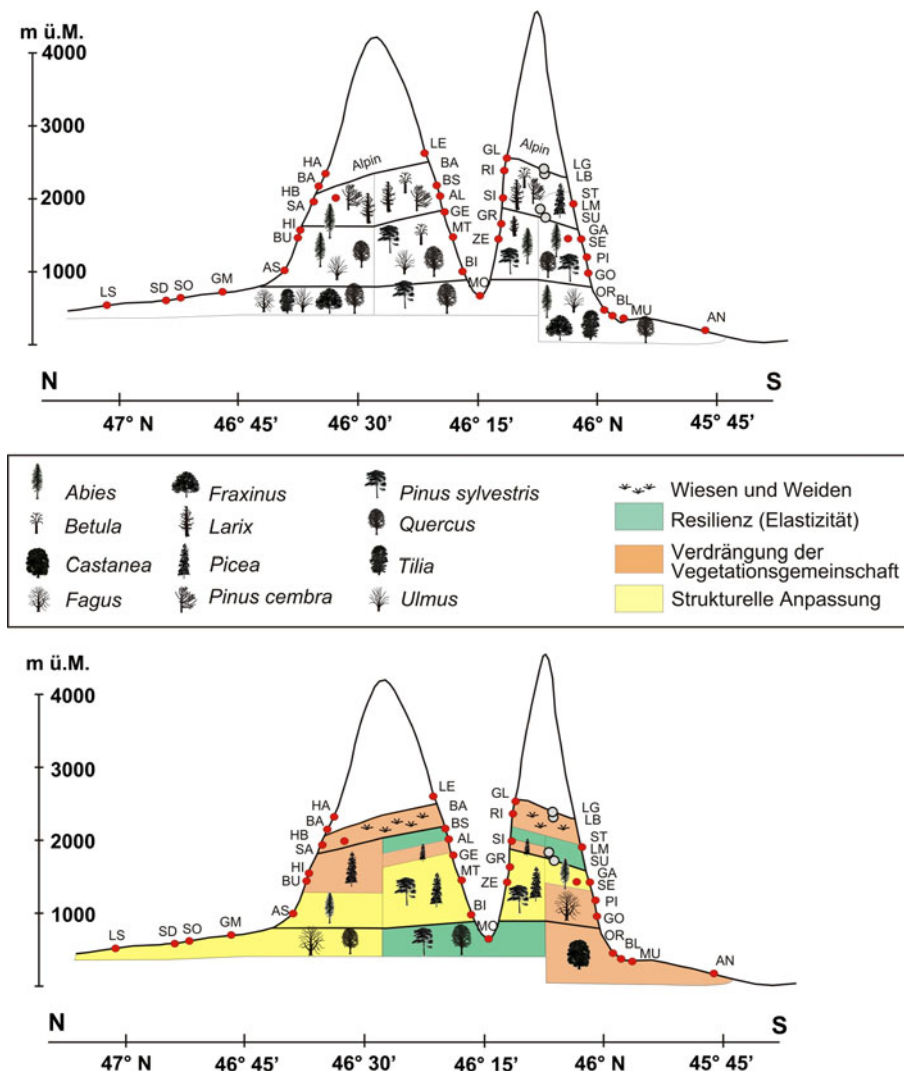 m ü.M.
4000
3000
2000
1000
0
HA
BA
HB
SA
HI
BU
AS
GM
SO
SD
LS
Alpin
LE
BA
BS
AL
GE
MT
BI
MO
GL
RI
SI
GR
ZE
Alpin
LG
LB
ST
LM
SU
GA
SE
PI
GO
OR
BL
MU
AN
N
S
47° N
46° 45'
46° 30'
46° 15'
46° N
45° 45'
Abies
Fraxinus
Pinus sylvestris
Wiesen und Weiden
Betula
Larix
Quercus
Resilienz (Elastizität)
Castanea
Picea
Tilia
Verdrängung der
Vegetationsgemeinschaft
Fagus
Pinus cembra
Ulmus
Strukturelle Anpassung
m ü.M.
4000
3000
2000
1000
0
HA
BA
HB
SA
HI
BU
AS
GM
SO
SD
LS
LE
BA
BS
AL
GE
MT
BI
MO
GL
RI
SI
GR
ZE
LG
LB
ST
LM
SU
GA
SE
PI
GO
OR
BL
MU
AN
N
S
47° N
46° 45'
46° 30'
46° 15'
46° N
45° 45'